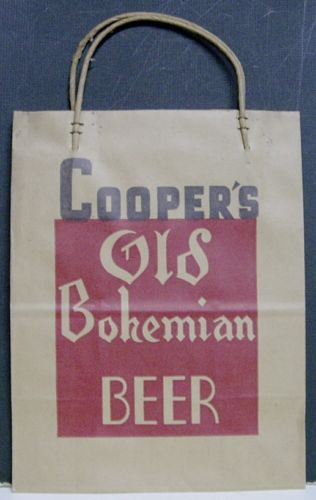 COOPER'S
Old
Bohemian
BEER